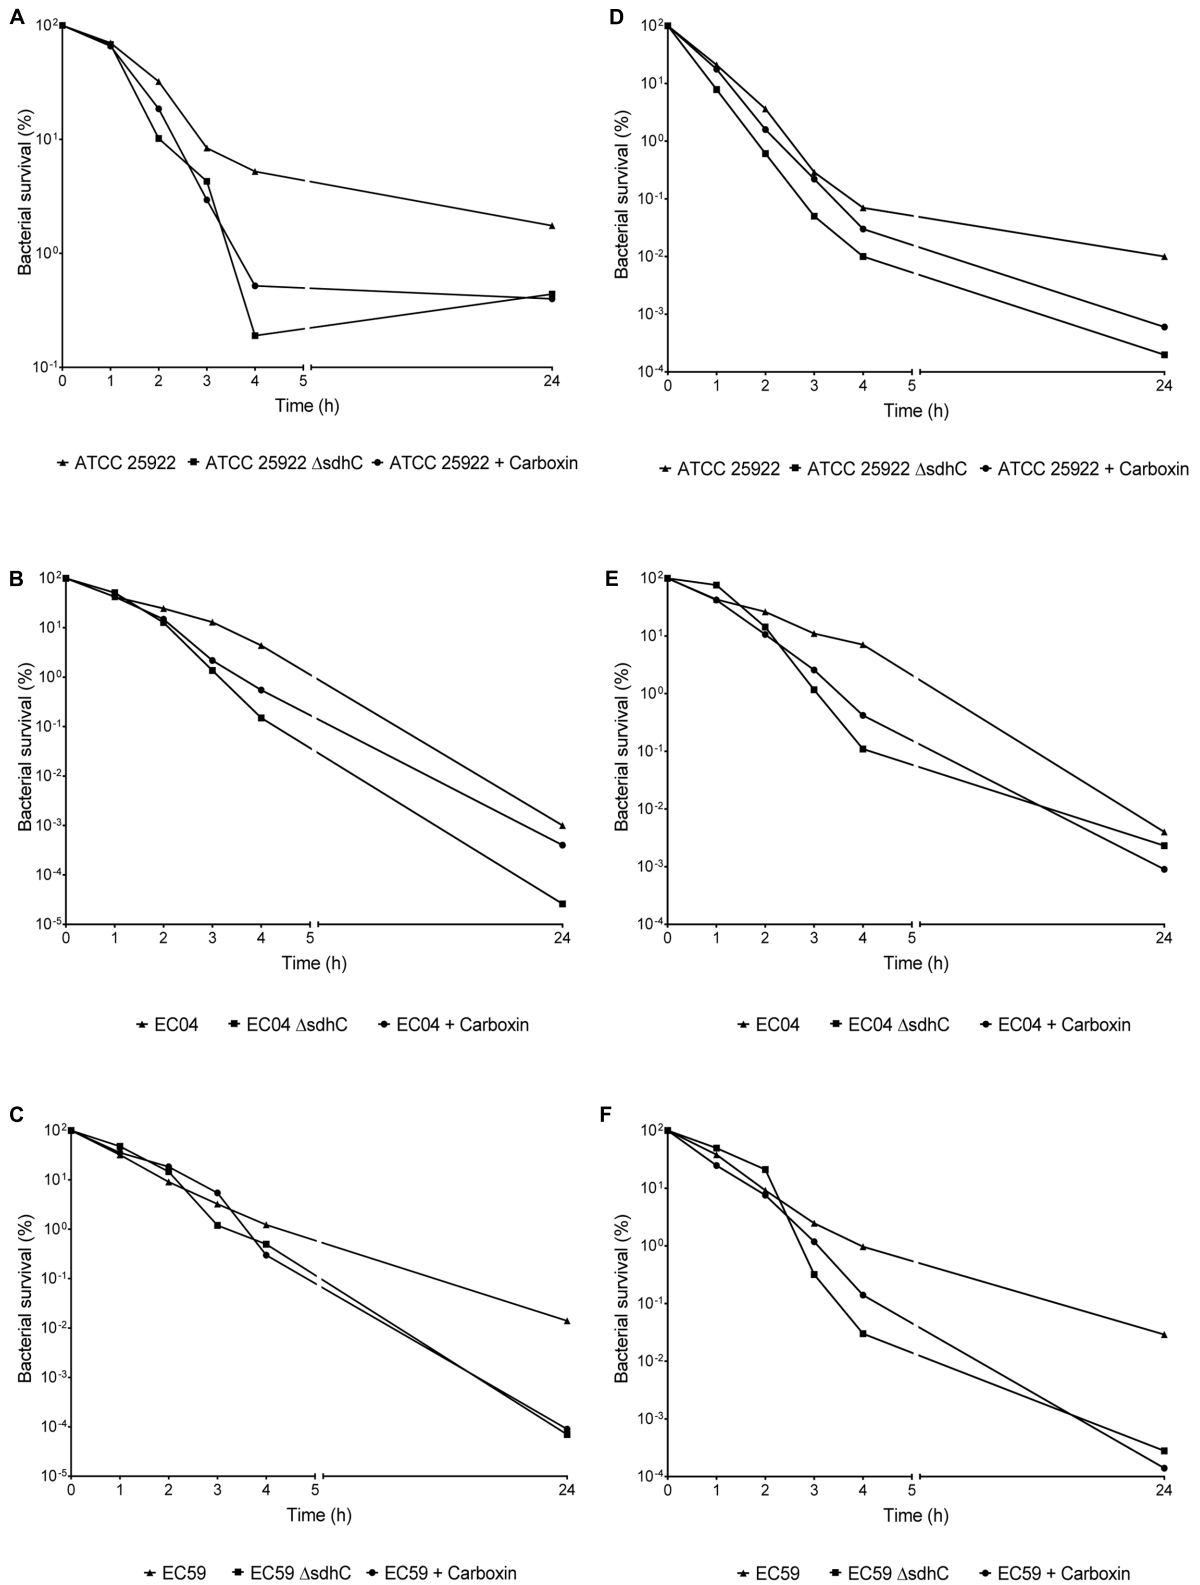 A
Bacterial survival (%)
10²
10¹
10⁰
10⁻¹
0 1 2 3 4 5 24
Time (h)
ATCC 25922 ATCC 25922 ΔsdhC ATCC 25922 + Carboxin
D
Bacterial survival (%)
10²
10¹
10⁰
10⁻¹
10⁻²
10⁻³
10⁻⁴
0 1 2 3 4 5 24
Time (h)
ATCC 25922 ATCC 25922 ΔsdhC ATCC 25922 + Carboxin
B
Bacterial survival (%)
10²
10¹
10⁰
10⁻¹
10⁻²
10⁻³
10⁻⁴
10⁻⁵
0 1 2 3 4 5 24
Time (h)
EC04 EC04 ΔsdhC EC04 + Carboxin
E
Bacterial survival (%)
10²
10¹
10⁰
10⁻¹
10⁻²
10⁻³
10⁻⁴
0 1 2 3 4 5 24
Time (h)
EC04 EC04 ΔsdhC EC04 + Carboxin
C
Bacterial survival (%)
10²
10¹
10⁰
10⁻¹
10⁻²
10⁻³
10⁻⁴
10⁻⁵
0 1 2 3 4 5 24
Time (h)
EC59 EC59 ΔsdhC EC59 + Carboxin
F
Bacterial survival (%)
10²
10¹
10⁰
10⁻¹
10⁻²
10⁻³
10⁻⁴
0 1 2 3 4 5 24
Time (h)
EC59 EC59 ΔsdhC EC59 + Carboxin